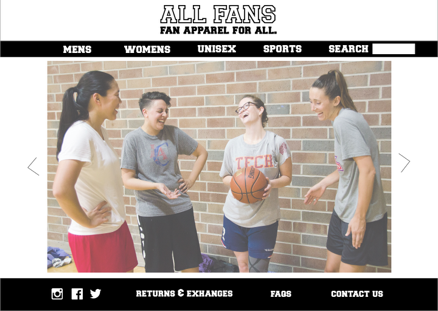 ALL FANS
FAN APPAREL FOR ALL.
MENS WOMENS UNISEX SPORTS SEARCH
TECH
RETURNS & EXHANGES FAQS CONTACT US